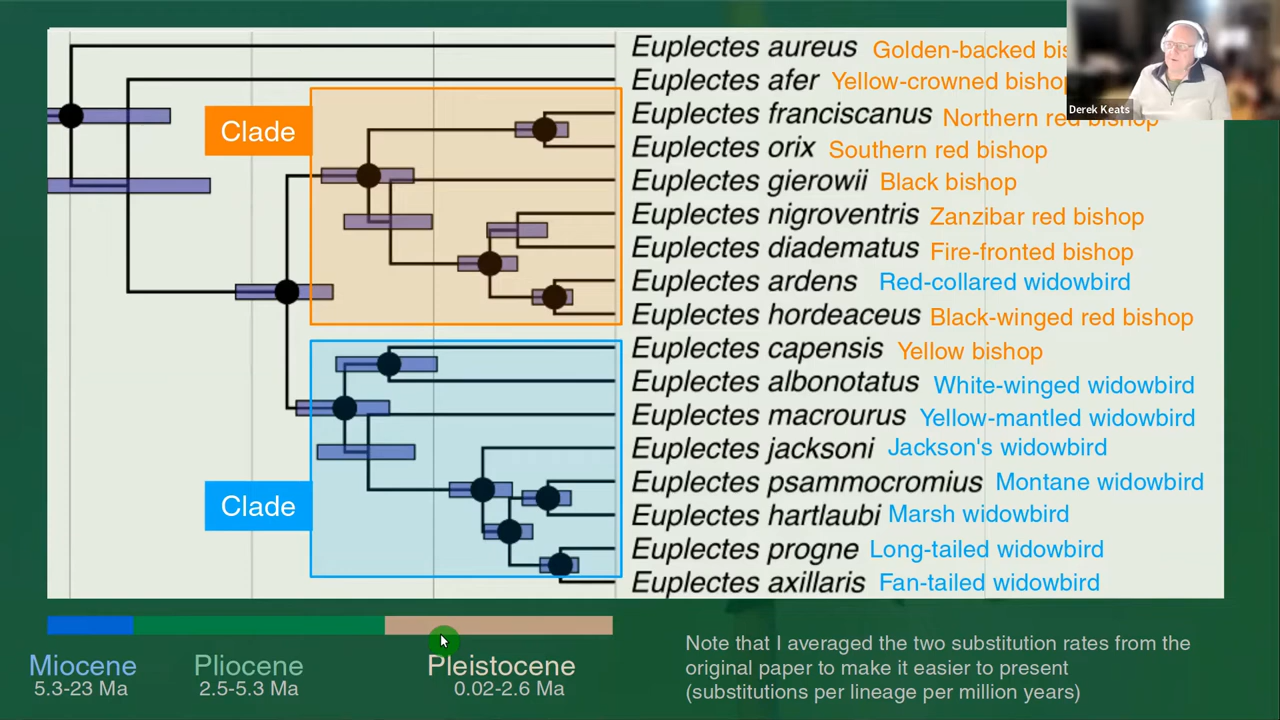 Euplectes aureus Golden-backed
Euplectes afer Yellow-crowned bishop
Derek Keats
Euplectes franciscanus Northern red bishop
Clade
Euplectes orix Southern red bishop
Euplectes gierowii Black bishop
Euplectes nigroventris Zanzibar red bishop
Euplectes diadematus Fire-fronted bishop
Euplectes ardens Red-collared widowbird
Euplectes hordeaceus Black-winged red bishop
Euplectes capensis Yellow bishop
Euplectes albonotatus White-winged widowbird
Euplectes macrourus Yellow-mantled widowbird
Euplectes jacksoni Jackson's widowbird
Euplectes psammocromius Montane widowbird
Clade
Euplectes hartlaubi Marsh widowbird
Euplectes progne Long-tailed widowbird
Euplectes axillaris Fan-tailed widowbird
Miocene
5.3-23 Ma
Pliocene
2.5-5.3 Ma
Pleistocene
0.02-2.6 Ma
Note that I averaged the two substitution rates from the
original paper to make it easier to present
(substitutions per lineage per million years)